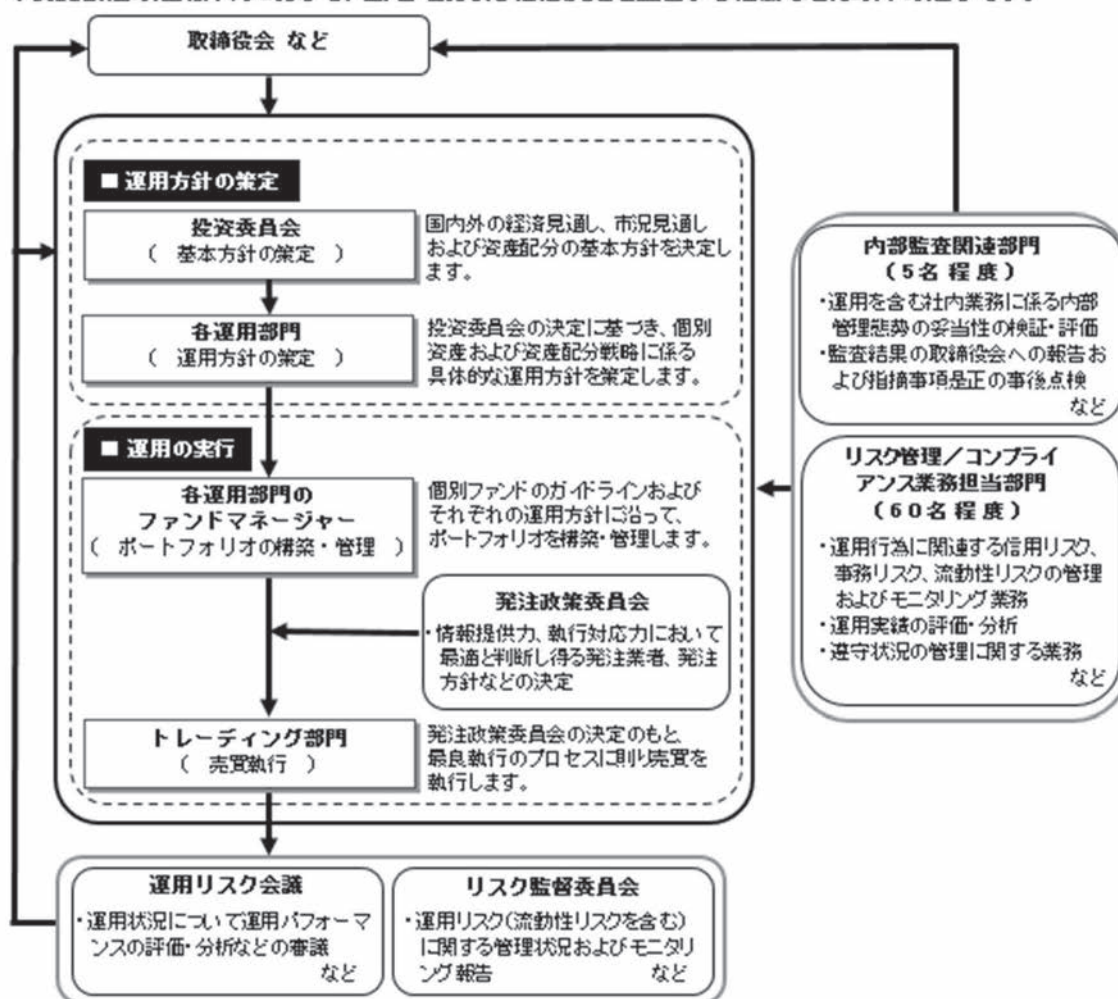 取締役会 など
■ 運用方針の策定
投資委員会
( 基本方針の策定 )
国内外の経済見通し、市況見通し
および資産配分の基本方針を決定し
ます。
各運用部門
( 運用方針の策定 )
投資委員会の決定に基づき、個別
資産および資産配分戦略に係る
具体的な運用方針を策定します。
■ 運用の実行
各運用部門の
ファンドマネージャー
( ポートフォリオの構築・管理 )
個別ファンドのガイドラインおよび
それぞれの運用方針に沿って、
ポートフォリオを構築・管理します。
発注政策委員会
・情報提供力、執行対応力において
最適と判断し得る発注業者、発注
方針などの決定
トレーディング部門
( 売買執行 )
発注政策委員会の決定のもと、
最良執行のプロセスに則り売買を
執行します。
内部監査関連部門
(5名程度)
・運用を含む社内業務に係る内部
管理態勢の妥当性の検証・評価
・監査結果の取締役会への報告お
よび指摘事項是正の事後点検
など
リスク管理/コンプライ
アンス業務担当部門
(60名程度)
・運用行為に関連する信用リスク、
事務リスク、流動性リスクの管理
およびモニタリング業務
・運用実績の評価・分析
・遵守状況の管理に関する業務
など
運用リスク会議
・運用状況について運用パフォーマ
ンスの評価・分析などの審議
など
リスク監督委員会
・運用リスク(流動性リスクを含む)
に関する管理状況およびモニタリ
ング報告 など